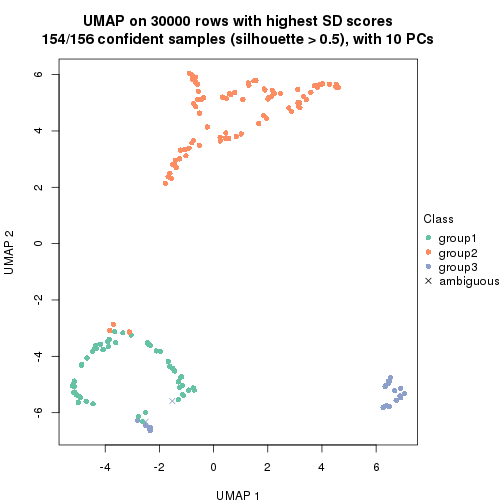 UMAP on 30000 rows with highest SD scores
154/156 confident samples (silhouette > 0.5), with 10 PCs
6
4
2
0
-2
-4
-6
UMAP 2
-4
-2
0
2
4
6
UMAP 1
Class
group1
group2
group3
ambiguous